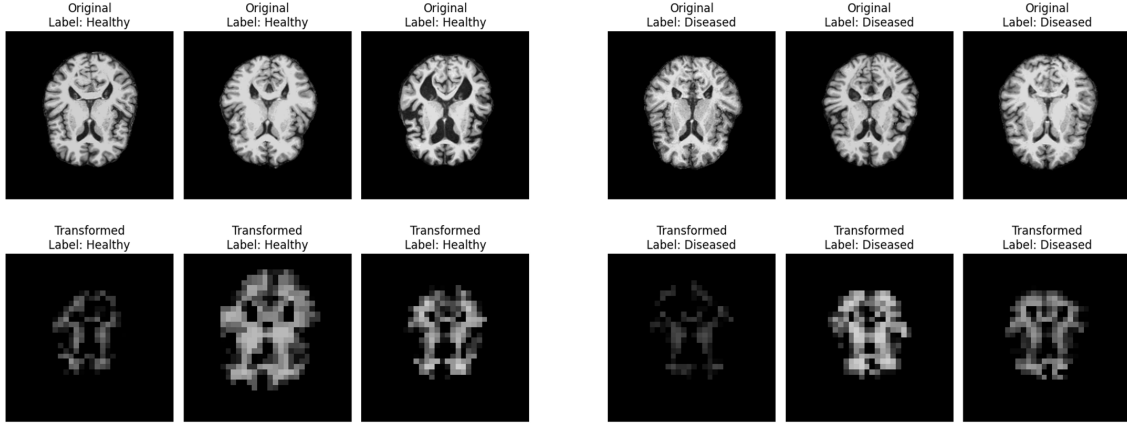 Original
Label: Healthy
Original
Label: Healthy
Original
Label: Healthy
Original
Label: Diseased
Original
Label: Diseased
Original
Label: Diseased
Transformed
Label: Healthy
Transformed
Label: Healthy
Transformed
Label: Healthy
Transformed
Label: Diseased
Transformed
Label: Diseased
Transformed
Label: Diseased